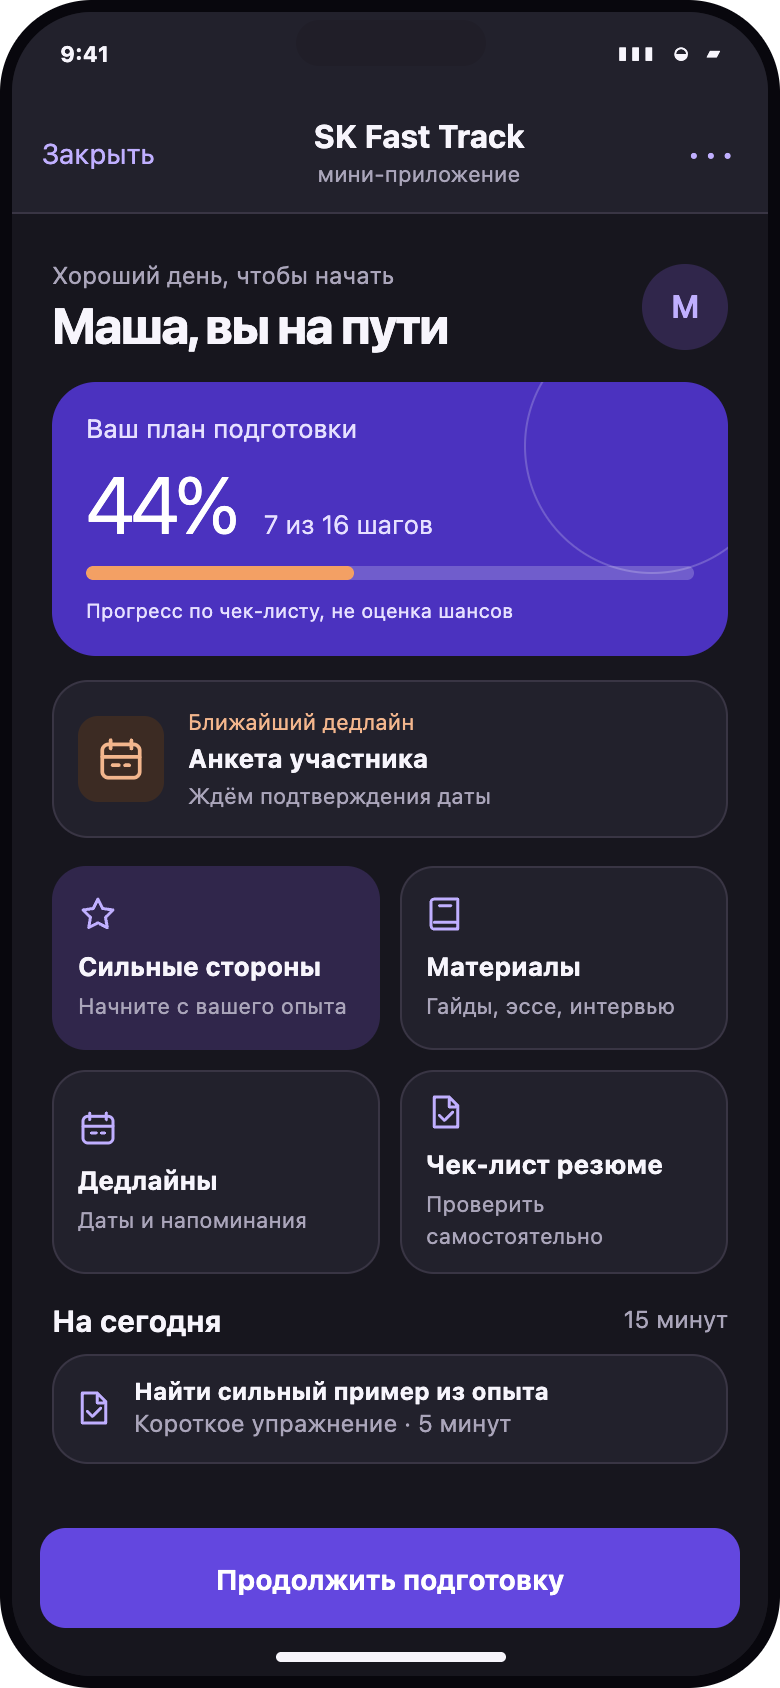 9:41
Закрыть
SK Fast Track
мини-приложение
Хороший день, чтобы начать
Маша, вы на пути
М
Ваш план подготовки
44% 7 из 16 шагов
Прогресс по чек-листу, не оценка шансов
Ближайший дедлайн
Анкета участника
Ждём подтверждения даты
Сильные стороны
Начните с вашего опыта
Материалы
Гайды, эссе, интервью
Дедлайны
Даты и напоминания
Чек-лист резюме
Проверить
самостоятельно
На сегодня
15 минут
Найти сильный пример из опыта
Короткое упражнение · 5 минут
Продолжить подготовку